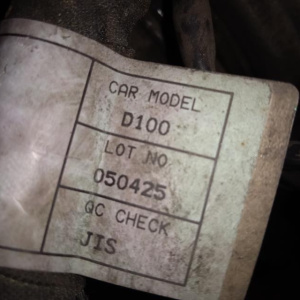 CAR MODEL
D100
LOT NO
050425
QC CHECK
JIS